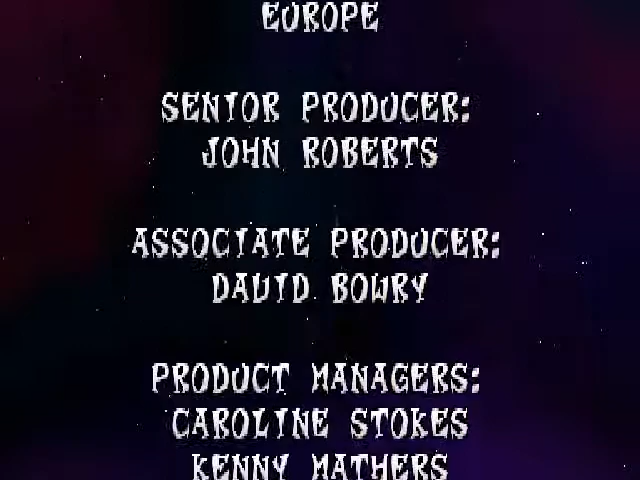 EUROPE
SENIOR PRODUCER:
JOHN ROBERTS
ASSOCIATE PRODUCER:
DAVID BOWRY
PRODUCT MANAGERS:
CAROLINE STOKES
KENNY MATHERS